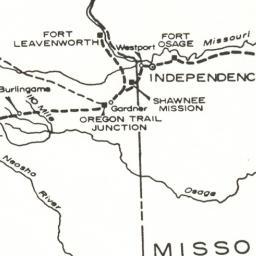 FORT
LEAVENWORTH
Westport
FORT
OSAGE
Missouri
INDEPENDENC
Burlingame
110 Mile
Gardner
SHAWNEE
MISSION
OREGON TRAIL
JUNCTION
Neosho
River
Osage
MISSO